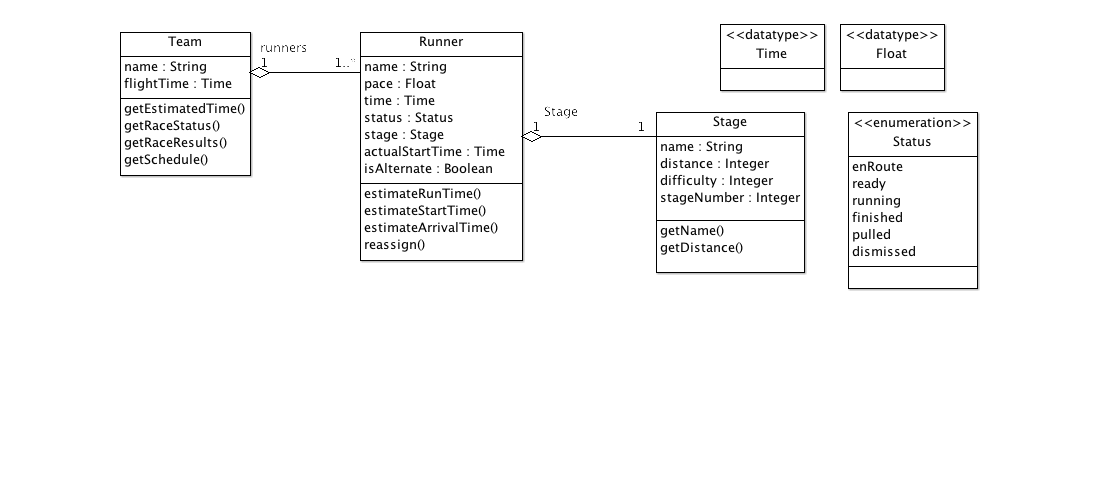 Team
name : String
flightTime : Time
getEstimatedTime()
getRaceStatus()
getRaceResults()
getSchedule()
runners
1
1..*
Runner
name : String
pace : Float
time : Time
status : Status
stage : Stage
actualStartTime : Time
isAlternate : Boolean
estimateRunTime()
estimateStartTime()
estimateArrivalTime()
reassign()
Stage
1
1
Stage
name : String
distance : Integer
difficulty : Integer
stageNumber : Integer
getName()
getDistance()
<<datatype>>
Time
<<datatype>>
Float
<<enumeration>>
Status
enRoute
ready
running
finished
pulled
dismissed